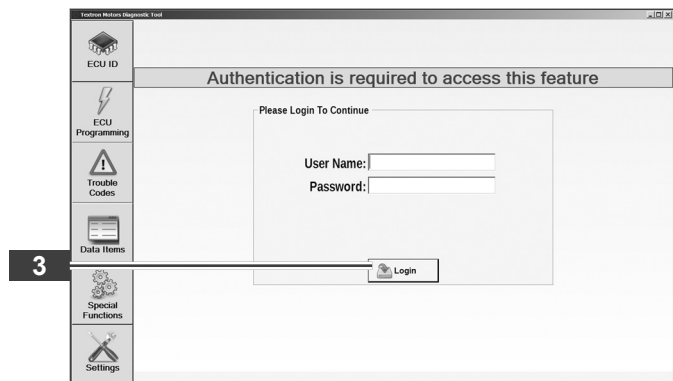 Textron Motors Diagnostic Tool
ECU ID
Authentication is required to access this feature
Please Login To Continue
ECU
Programming
User Name:
Password:
Trouble
Codes
Data Items
3
Login
Special
Functions
Settings